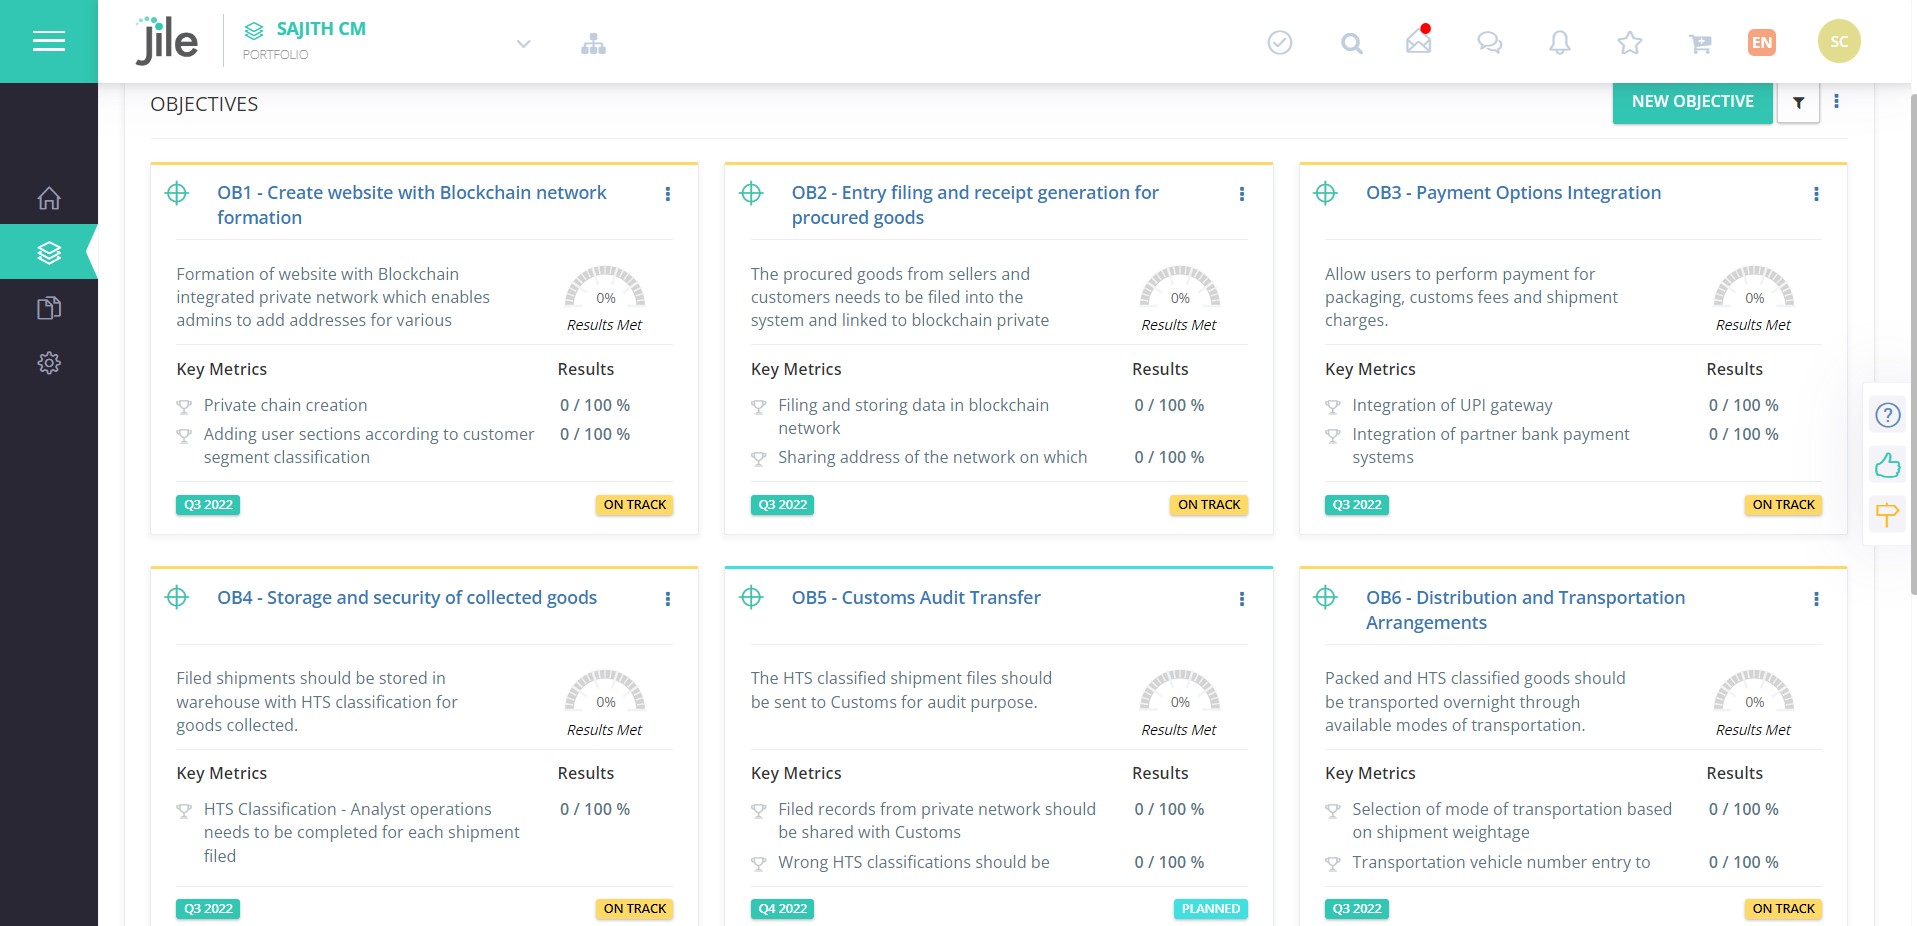 jile
SAJITH CM
PORTFOLIO
EN
SC
OBJECTIVES
NEW OBJECTIVE
OB1 - Create website with Blockchain network
formation
Formation of website with Blockchain
integrated private network which enables
admins to add addresses for various
0%
Results Met
Key Metrics
Results
Private chain creation
0 / 100 %
Adding user sections according to customer
segment classification
0 / 100 %
Q3 2022
ON TRACK
OB2 - Entry filing and receipt generation for
procured goods
The procured goods from sellers and
customers needs to be filed into the
system and linked to blockchain private
0%
Results Met
Key Metrics
Results
Filing and storing data in blockchain
network
0 / 100 %
Sharing address of the network on which
0 / 100 %
Q3 2022
ON TRACK
OB3 - Payment Options Integration
Allow users to perform payment for
packaging, customs fees and shipment
charges.
0%
Results Met
Key Metrics
Results
Integration of UPI gateway
0 / 100 %
Integration of partner bank payment
systems
0 / 100 %
Q3 2022
ON TRACK
OB4 - Storage and security of collected goods
Filed shipments should be stored in
warehouse with HTS classification for
goods collected.
0%
Results Met
Key Metrics
Results
HTS Classification - Analyst operations
needs to be completed for each shipment
filed
0 / 100 %
Q3 2022
ON TRACK
OB5 - Customs Audit Transfer
The HTS classified shipment files should
be sent to Customs for audit purpose.
0%
Results Met
Key Metrics
Results
Filed records from private network should
be shared with Customs
0 / 100 %
Wrong HTS classifications should be
0 / 100 %
Q4 2022
PLANNED
OB6 - Distribution and Transportation
Arrangements
Packed and HTS classified goods should
be transported overnight through
available modes of transportation.
0%
Results Met
Key Metrics
Results
Selection of mode of transportation based
on shipment weightage
0 / 100 %
Transportation vehicle number entry to
0 / 100 %
Q3 2022
ON TRACK